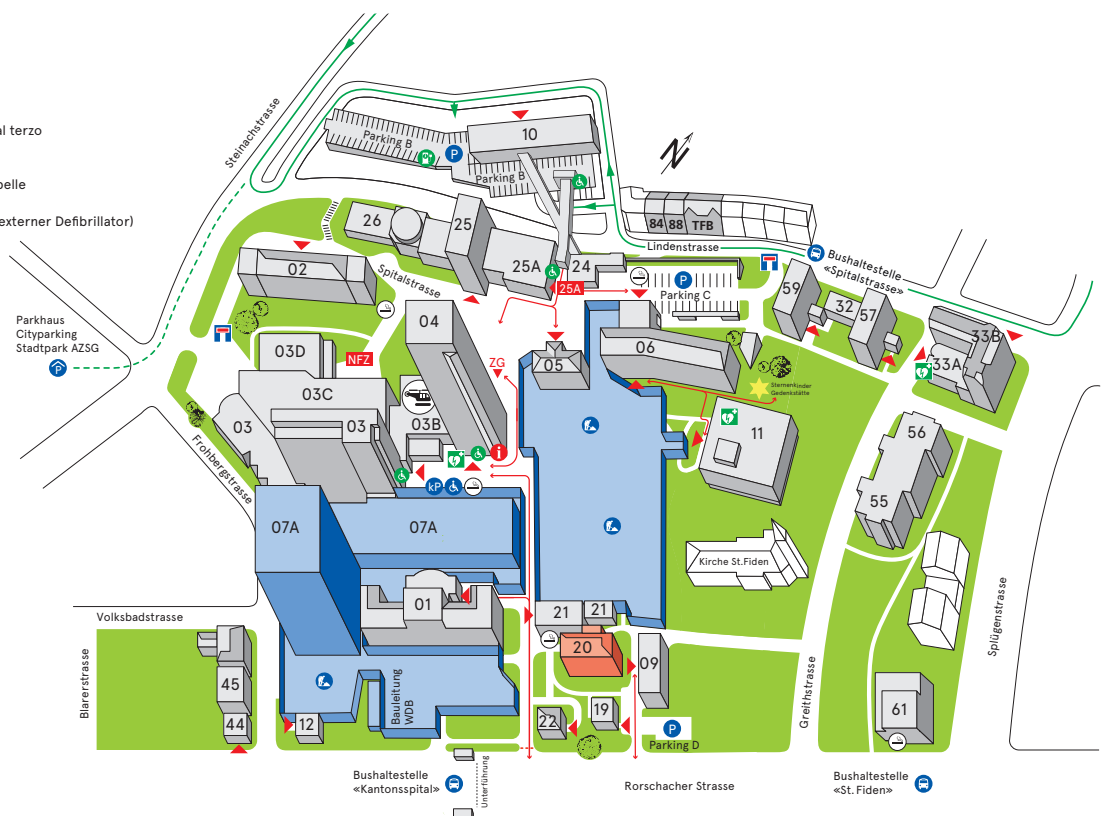 al terzo
pelle
externer Defibrillator)
Steinachstrasse
Parking B
P
10
Parking B
N
84 88 TFB
Lindenstrasse
Bushaltestelle
«Spitalstrasse»
26
25
25A
24
25A
02
Spitalstrasse
P
Parking C
59
32
57
33B
33A
Parkhaus
Cityparking
Stadtpark AZSG
P
04
03D
NFZ
ZG
05
06
Sternenkinder
Gedenkstätte
03C
03
03
03B
i
kP
11
56
55
Frohbergstrasse
07A
07A
Kirche St.Fiden
01
21
21
20
09
Volksbadstrasse
Blarerstrasse
45
44
12
Bauleitung
WDB
22
19
P
Parking D
Greithstrasse
Splügenstrasse
61
Bushaltestelle
«Kantonsspital»
Unterführung
Rorschacher Strasse
Bushaltestelle
«St. Fiden»